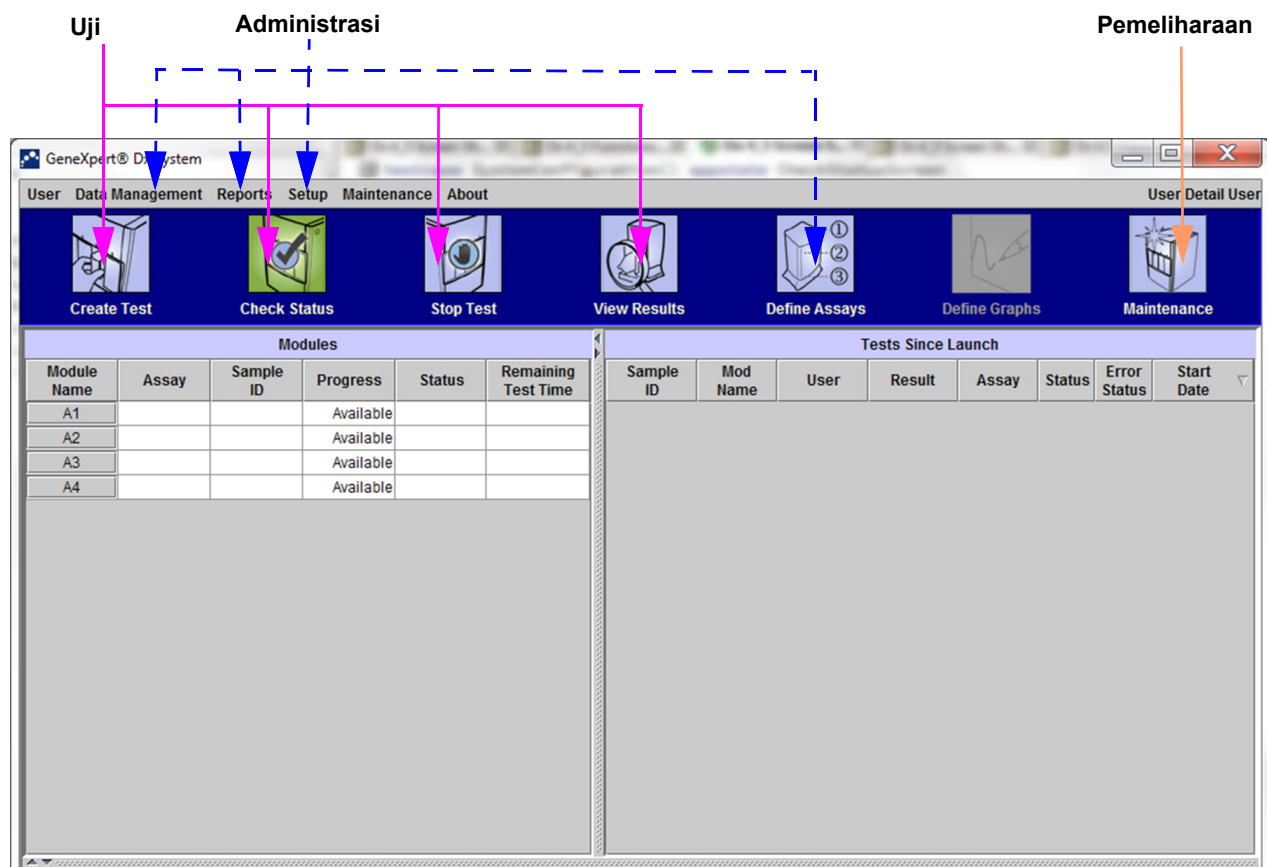 Uji Administrasi Pemeliharaan
GeneXpert® Dx System
User Data Management Reports Setup Maintenance About User Detail User
Create Test Check Status Stop Test View Results Define Assays Define Graphs Maintenance
① ② ③
Modules
Module Name Assay Sample ID Progress Status Remaining Test Time
A1 Available
A2 Available
A3 Available
A4 Available
Tests Since Launch
Sample ID Mod Name User Result Assay Status Error Status Start Date